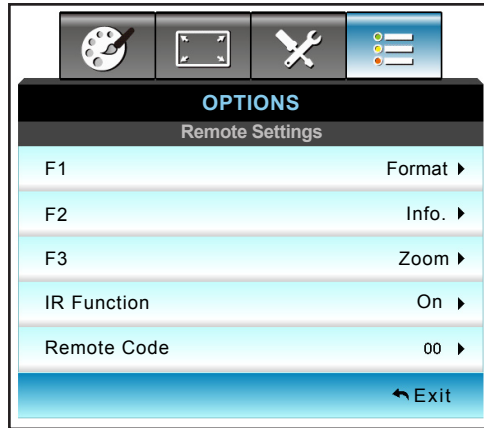 OPTIONS
Remote Settings
F1 Format
F2 Info.
F3 Zoom
IR Function On
Remote Code 00
Exit